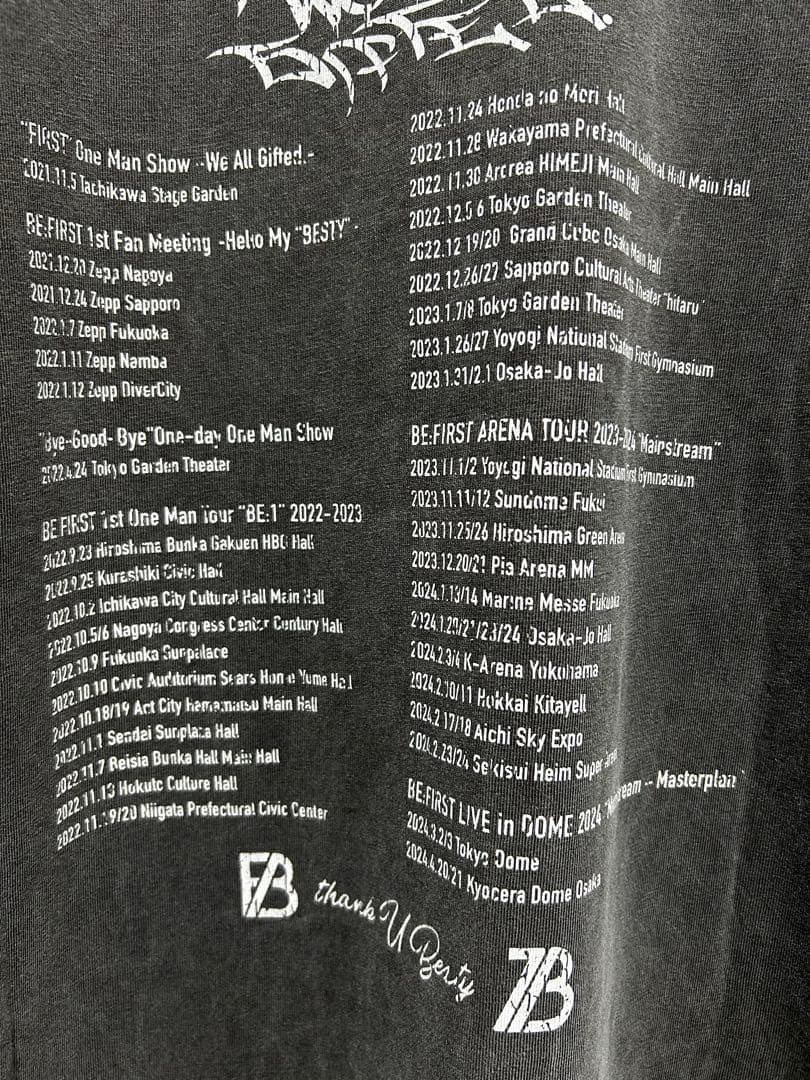 "FIRST" One Man Show -We All Gifted.-
2021.11.5 Tachikawa Stage Garden
BE:FIRST 1st Fan Meeting -Hello My "BESTY"-
2021.12.20 Zepp Nagoya
2021.12.24 Zepp Sapporo
2022.1.7 Zepp Fukuoka
2022.1.11 Zepp Namba
2022.1.12 Zepp DiverCity
"Bye-Good-Bye"One-day One Man Show
2022.4.24 Tokyo Garden Theater
BE:FIRST 1st One Man Tour "BE:1" 2022-2023
2022.9.23 Hiroshima Bunka Gakuen HBG Hall
2022.9.25 Kurashiki Civic Hall
2022.10.2 Ichikawa City Cultural Hall Main Hall
2022.10.5/6 Nagoya Congress Center Century Hall
2022.10.9 Fukuoka Sunpalace
2022.10.10 Civic Auditorium Sears Home Yume Hall
2022.10.18/19 Act City hamamatsu Main Hall
2022.11.1 Sendai Sunplaza Hall
2022.11.7 Reisia Bunka Hall Main Hall
2022.11.13 Hokuto Culture Hall
2022.11.19/20 Niigata Prefectural Civic Center
2022.11.24 Honda no Mori Hall
2022.11.28 Wakayama Prefectural Cultural Hall Main Hall
2022.11.30 Arcrea HIMEJI Main Hall
2022.12.5 6 Tokyo Garden Theater
2022.12 19/20 Grand Cube Osaka Main Hall
2022.12.26/27 Sapporo Cultural Arts Theater "hitaru"
2023.1.7/8 Tokyo Garden Theater
2023.1.26/27 Yoyogi National Stadium First Gymnasium
2023.1.31/2.1 Osaka-Jo Hall
BE:FIRST ARENA TOUR 2023-2024 "Mainstream"
2023.11.1/2 Yoyogi National Stadium First Gymnasium
2023.11.11/12 Sundome Fukui
2023.11.25/26 Hiroshima Green Arena
2023.12.20/21 Pia Arena MM
2024.1.13/14 Marine Messe Fukuoka
2024.1.20/21/23/24 Osaka-Jo Hall
2024.2.3/4 K-Arena Yokohama
2024.2.10/11 Hokkai Kitayell
2024.2 17/18 Aichi Sky Expo
2024.2.23/24 Sekisui Heim Super Arena
BE:FIRST LIVE in DOME 2024 "Mainstream -- Masterplan"
2024.3.2/3 Tokyo Dome
2024.4.20/21 Kyocera Dome Osaka
thank U Besty